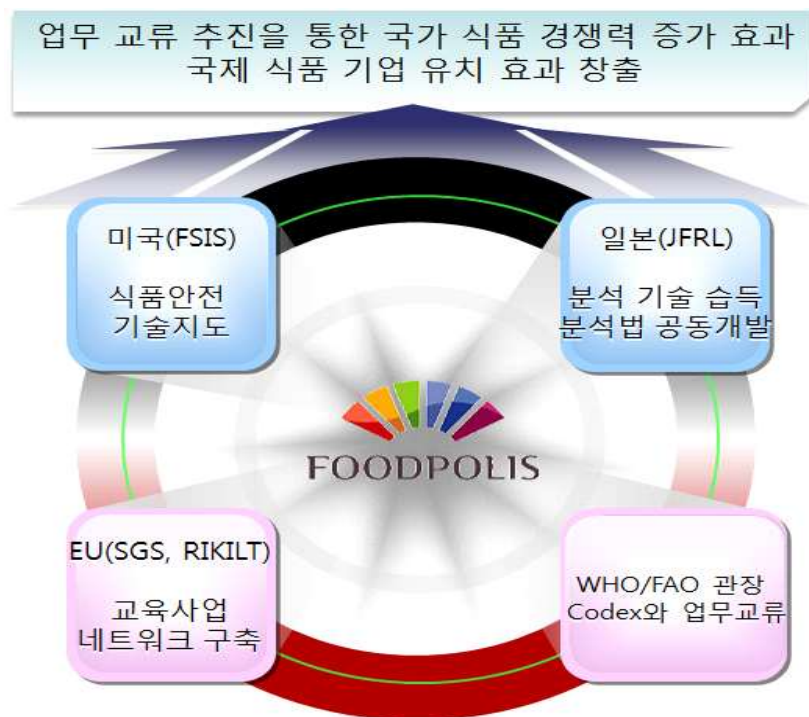 업무 교류 추진을 통한 국가 식품 경쟁력 증가 효과
국제 식품 기업 유치 효과 창출
미국(FSIS)
식품안전
기술지도
일본(JFRL)
분석 기술 습득
분석법 공동개발
FOODPOLIS
EU(SGS, RIKILT)
교육사업
네트워크 구축
WHO/FAO 관장
Codex와 업무교류